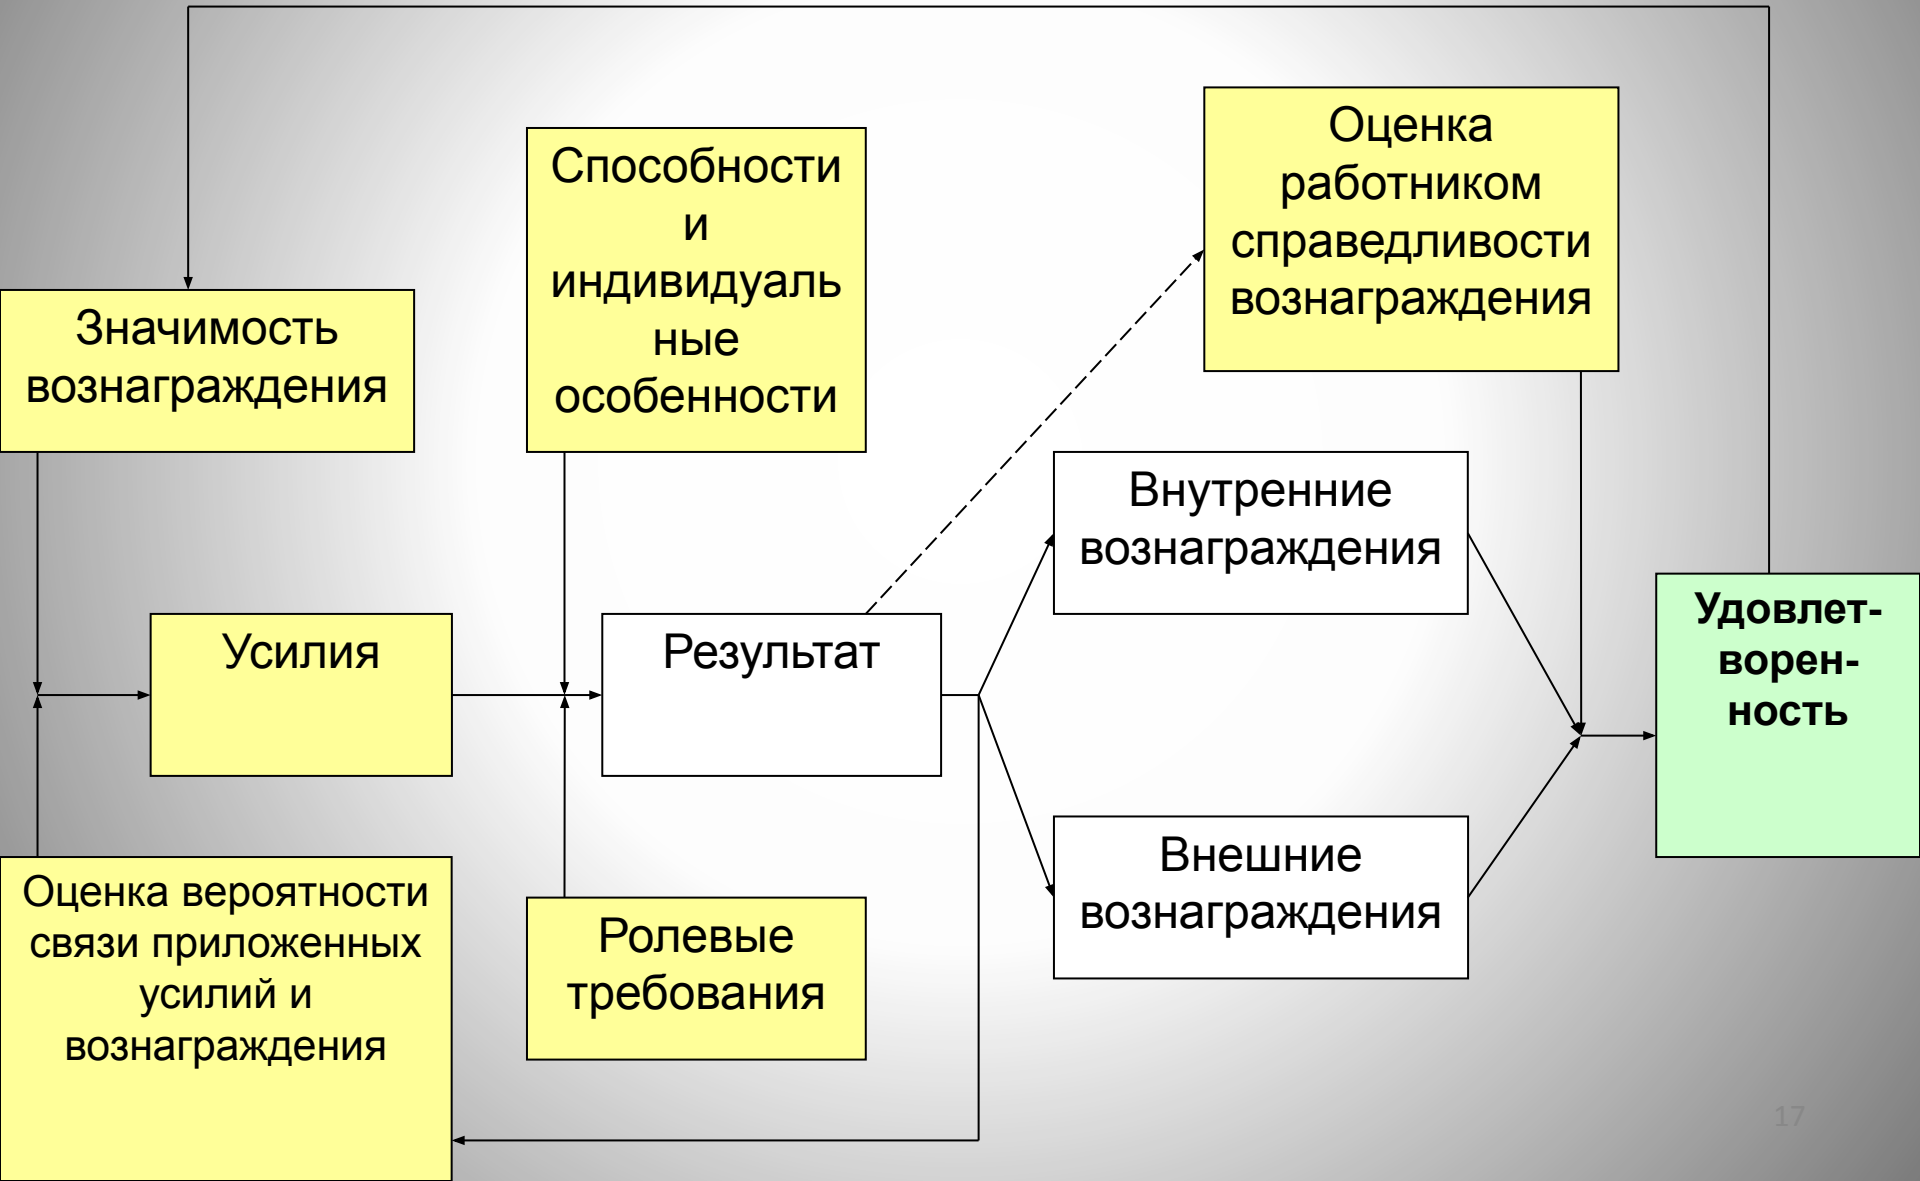 Оценка
работником
справедливости
вознаграждения
Способности
и
индивидуаль
ные
особенности
Значимость
вознаграждения
Внутренние
вознаграждения
Усилия
Результат
Удовлет-
ворен-
ность
Внешние
вознаграждения
Оценка вероятности
связи приложенных
усилий и
вознаграждения
Ролевые
требования
17